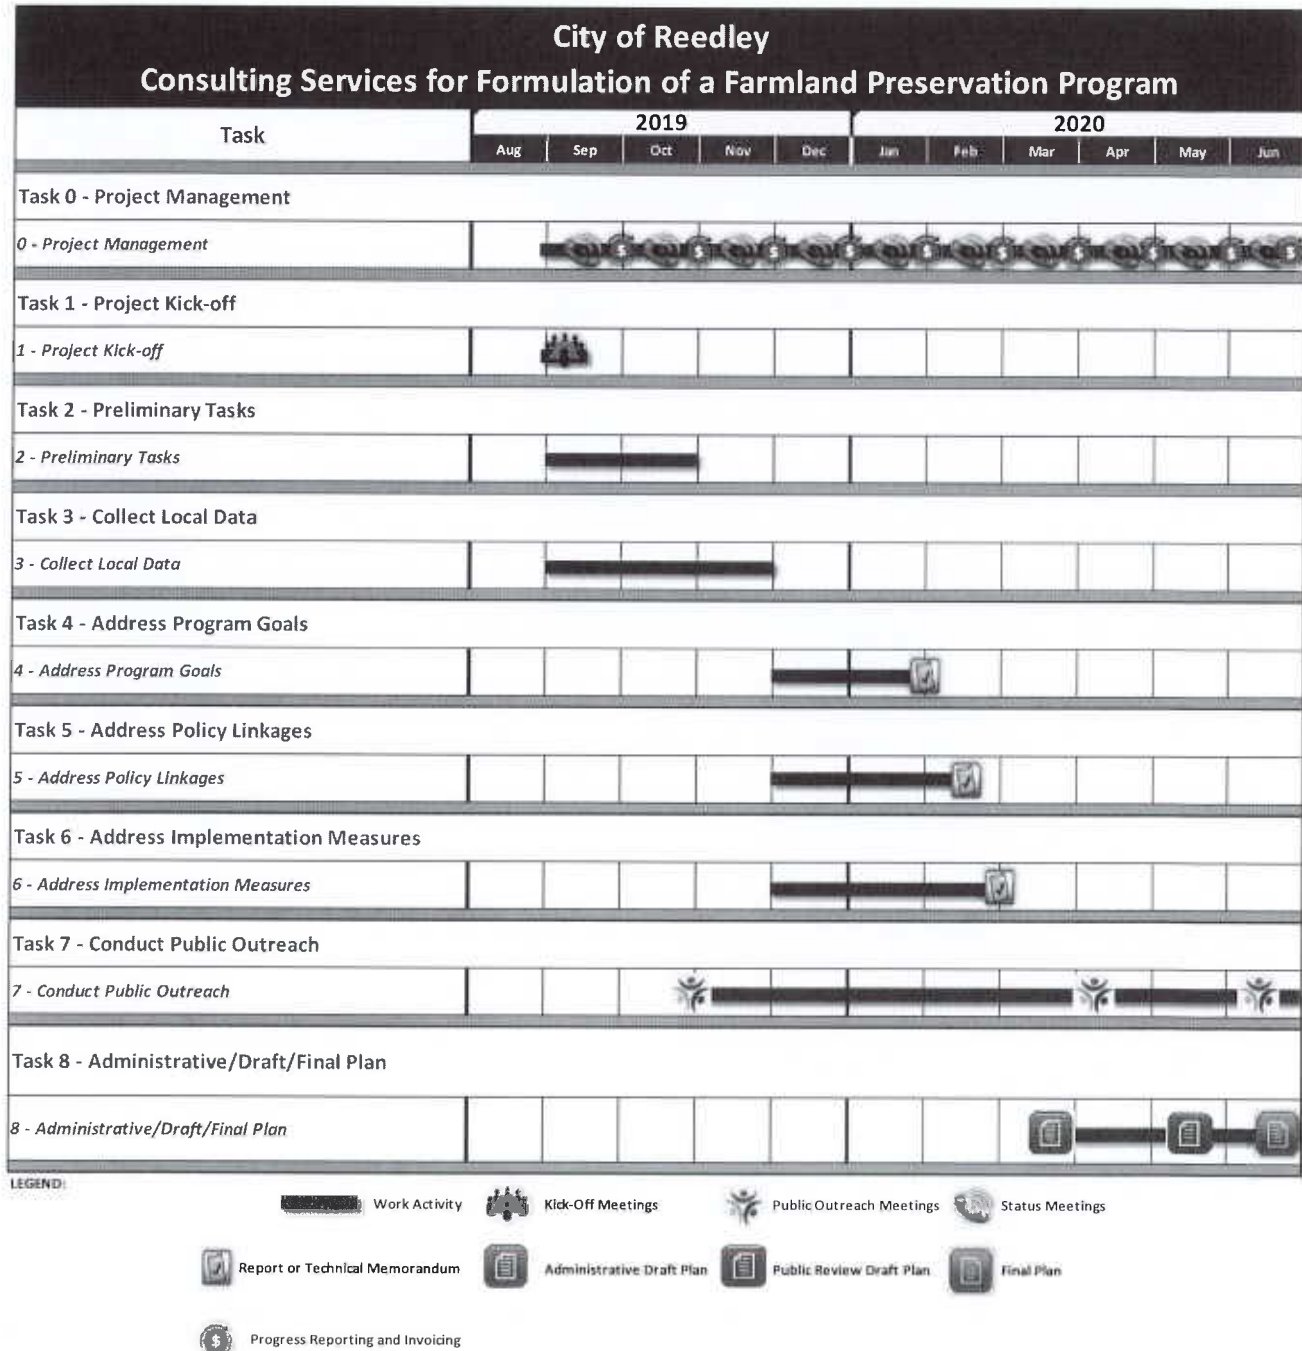 City of Reedley
Consulting Services for Formulation of a Farmland Preservation Program
Task
2019
2020
Aug Sep Oct Nov Dec Jan Feb Mar Apr May Jun
Task 0 - Project Management
0 - Project Management
Task 1 - Project Kick-off
1 - Project Kick-off
Task 2 - Preliminary Tasks
2 - Preliminary Tasks
Task 3 - Collect Local Data
3 - Collect Local Data
Task 4 - Address Program Goals
4 - Address Program Goals
Task 5 - Address Policy Linkages
5 - Address Policy Linkages
Task 6 - Address Implementation Measures
6 - Address Implementation Measures
Task 7 - Conduct Public Outreach
7 - Conduct Public Outreach
Task 8 - Administrative/Draft/Final Plan
8 - Administrative/Draft/Final Plan
LEGEND:
Work Activity Kick-Off Meetings Public Outreach Meetings Status Meetings
Report or Technical Memorandum Administrative Draft Plan Public Review Draft Plan Final Plan
$ Progress Reporting and Invoicing